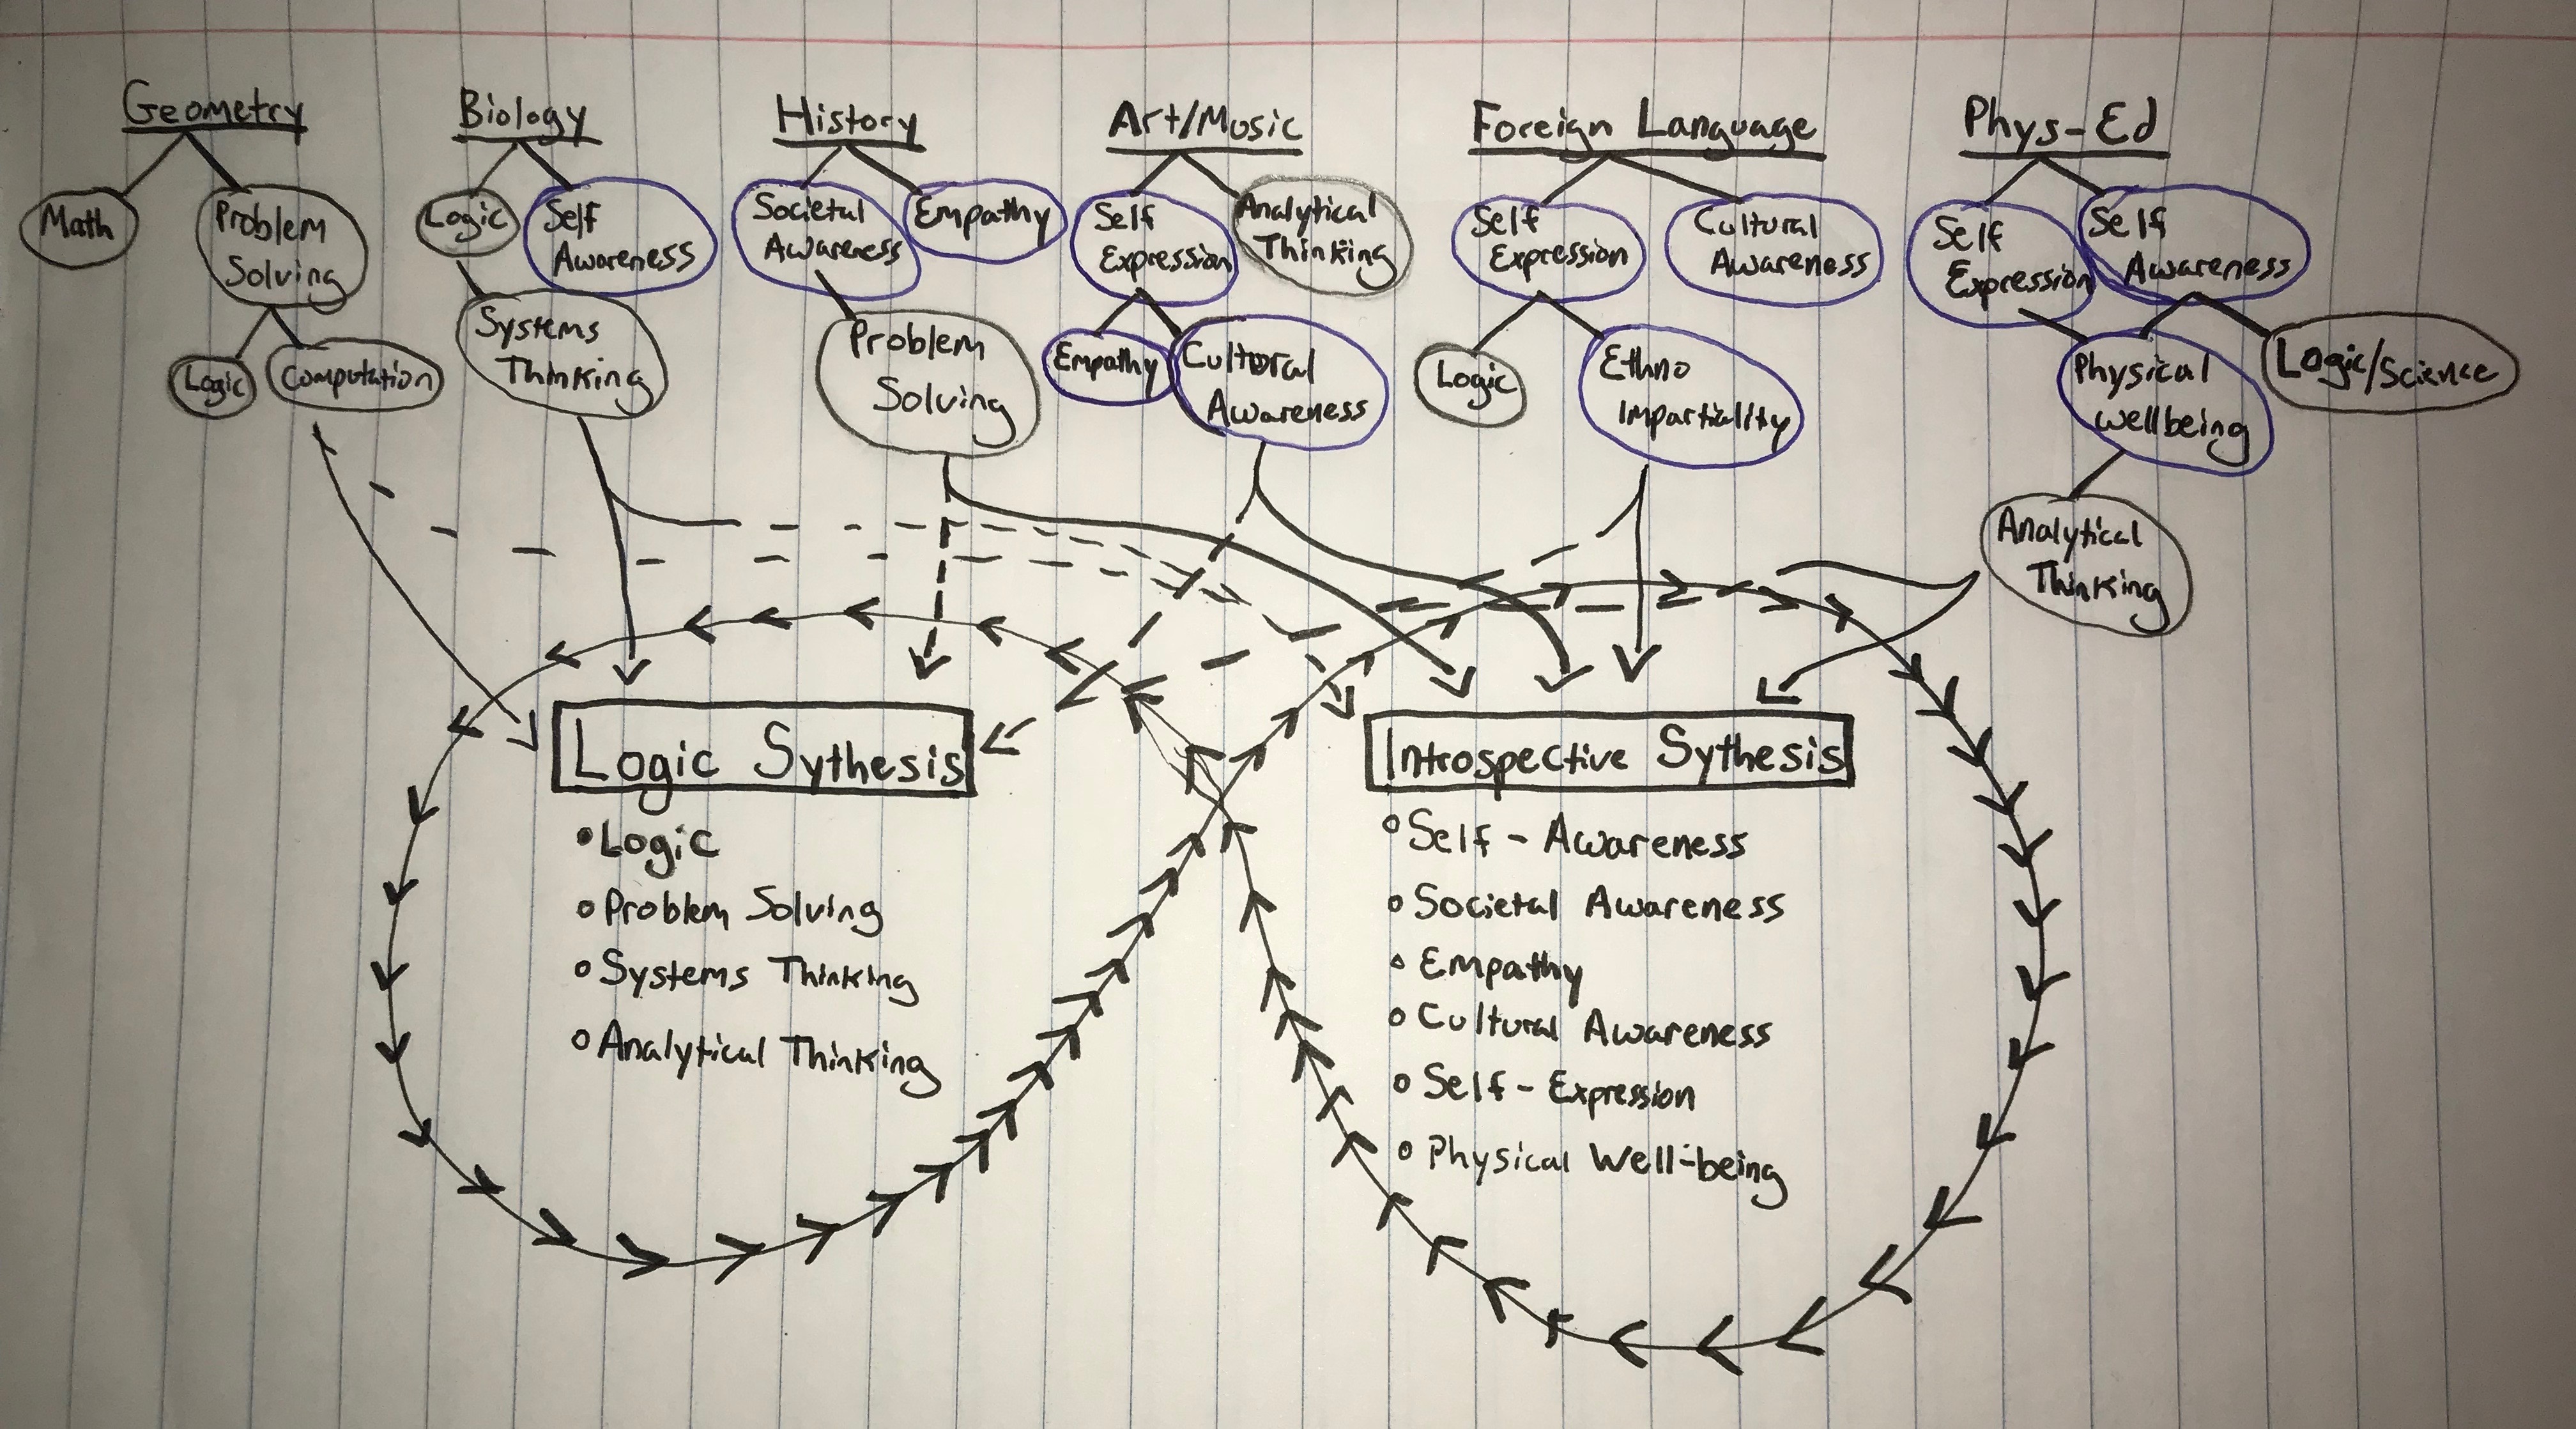 Geometry
Biology
History
Art/Music
Foreign Language
Phys-Ed
Math
Problem
Solving
Logic
Computation
Logic
Self
Awareness
Systems
Thinking
Societal
Awareness
Empathy
Problem
Solving
Self
Expression
Analytical
Thinking
Empathy
Cultural
Awareness
Self
Expression
Cultural
Awareness
Logic
Ethno
Impartiality
Self
Expression
Self
Awareness
Physical
wellbeing
Logic/Science
Analytical
Thinking
Logic Sythesis
•Logic
•Problem Solving
•Systems Thinking
•Analytical Thinking
Introspective Sythesis
•Self-Awareness
•Societal Awareness
•Empathy
•Cultural Awareness
•Self-Expression
•Physical Well-being